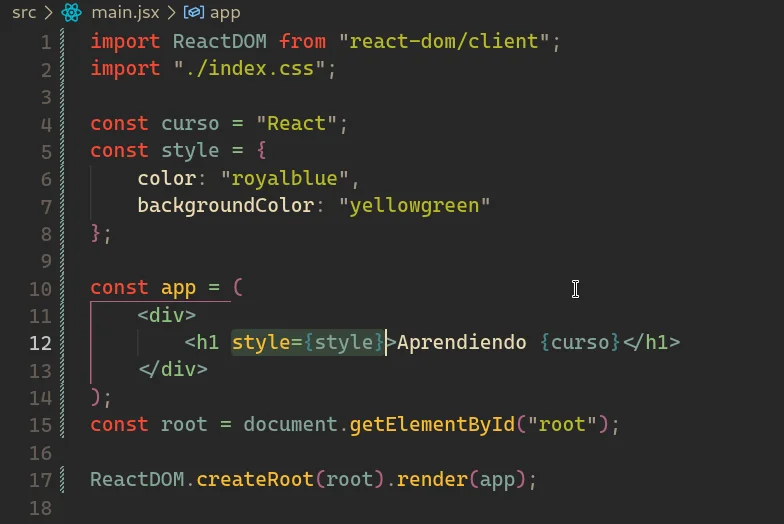 src > main.jsx > app
1 import ReactDOM from "react-dom/client";
2 import "./index.css";
3
4 const curso = "React";
5 const style = {
6     color: "royalblue",
7     backgroundColor: "yellowgreen"
8 };
9
10 const app = (
11     <div>
12         <h1 style={style}>Aprendiendo {curso}</h1>
13     </div>
14 );
15 const root = document.getElementById("root");
16
17 ReactDOM.createRoot(root).render(app);
18